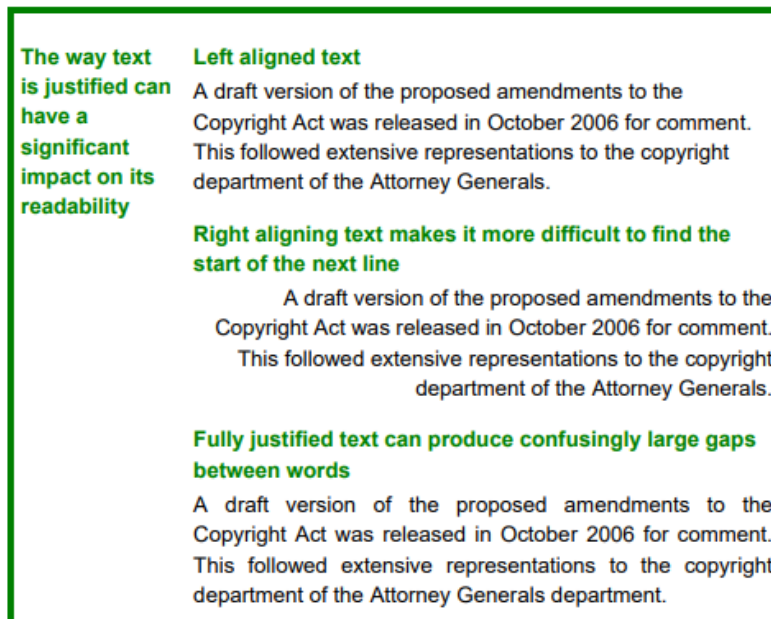 The way text
is justified can
have a
significant
impact on its
readability
Left aligned text
A draft version of the proposed amendments to the
Copyright Act was released in October 2006 for comment.
This followed extensive representations to the copyright
department of the Attorney Generals.
Right aligning text makes it more difficult to find the
start of the next line
A draft version of the proposed amendments to the
Copyright Act was released in October 2006 for comment.
This followed extensive representations to the copyright
department of the Attorney Generals.
Fully justified text can produce confusingly large gaps
between words
A draft version of the proposed amendments to the
Copyright Act was released in October 2006 for comment.
This followed extensive representations to the copyright
department of the Attorney Generals department.